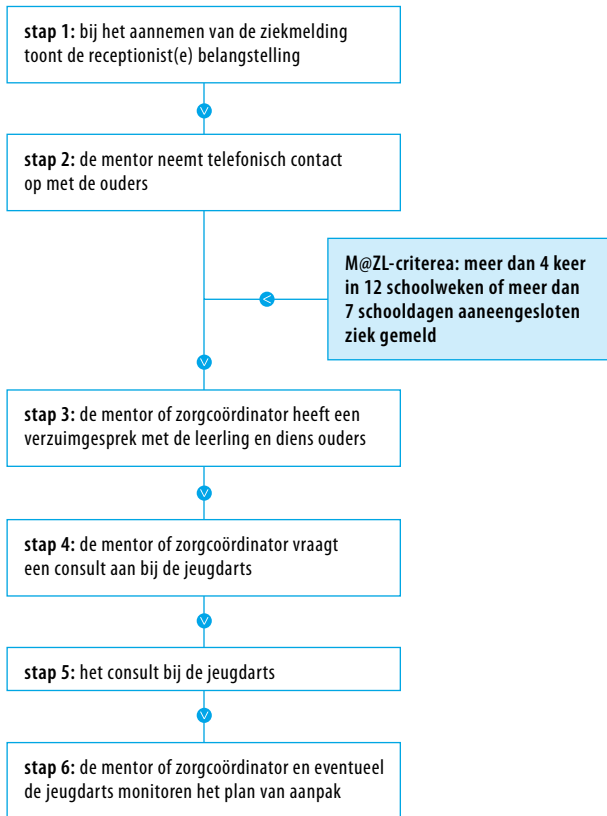 stap 1: bij het aannemen van de ziekmelding
toont de receptionist(e) belangstelling
stap 2: de mentor neemt telefonisch contact
op met de ouders
M@ZL-criterea: meer dan 4 keer
in 12 schoolweken of meer dan
7 schooldagen aaneengesloten
ziek gemeld
stap 3: de mentor of zorgcoördinator heeft een
verzuimgesprek met de leerling en diens ouders
stap 4: de mentor of zorgcoördinator vraagt
een consult aan bij de jeugdarts
stap 5: het consult bij de jeugdarts
stap 6: de mentor of zorgcoördinator en eventueel
de jeugdarts monitoren het plan van aanpak